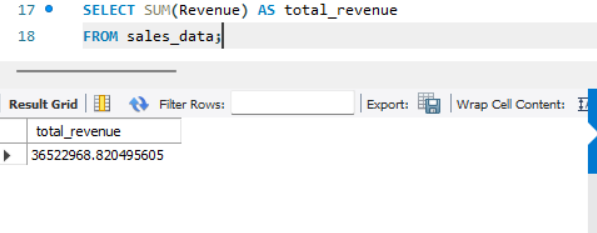 17 SELECT SUM(Revenue) AS total_revenue
18 FROM sales_data;
Result Grid Filter Rows: Export: Wrap Cell Content:
total_revenue
36522968.820495605